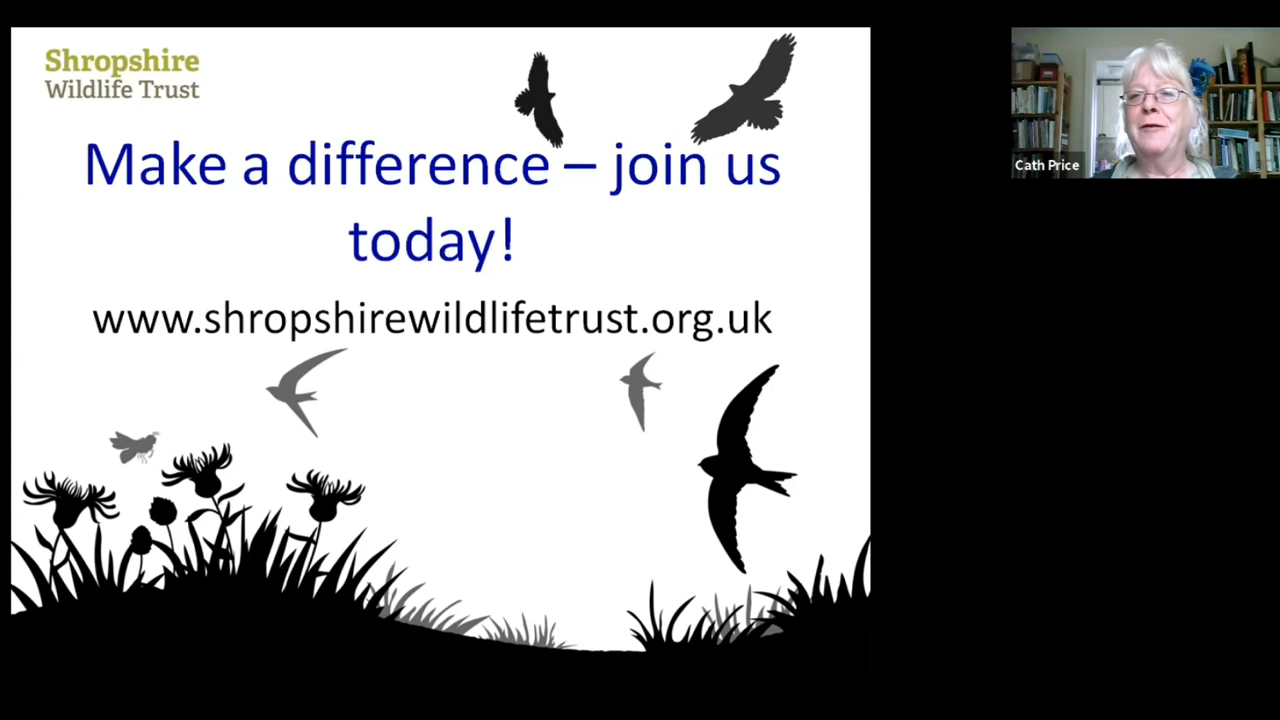 Shropshire
Wildlife Trust
Make a difference – join us
today!
www.shropshirewildlifetrust.org.uk
Cath Price